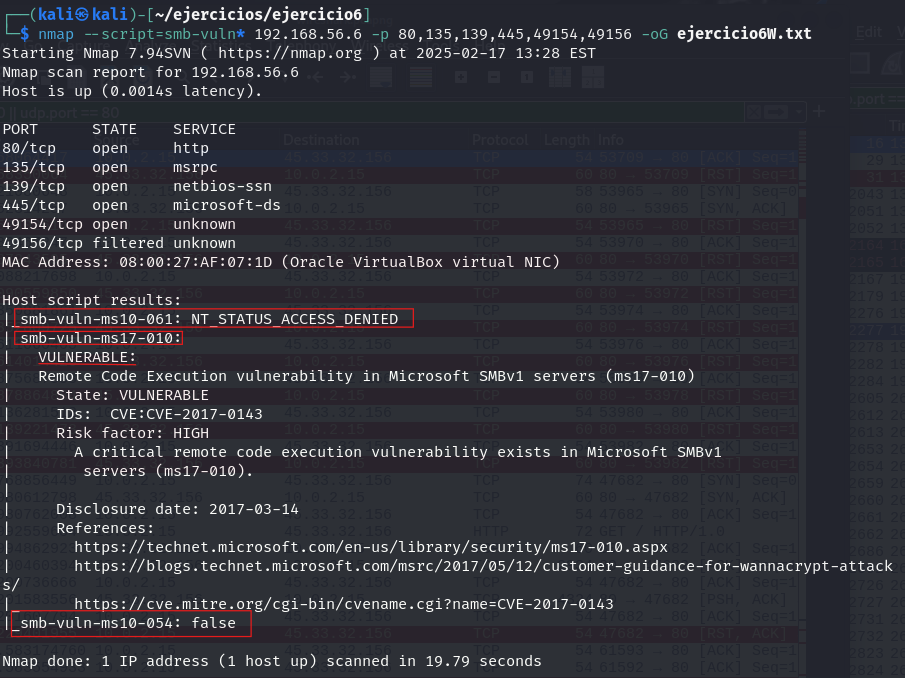 ┌──(kali㉿kali)-[~/ejercicios/ejercicio6]
└─$ nmap --script=smb-vuln* 192.168.56.6 -p 80,135,139,445,49154,49156 -oG ejercicio6W.txt
Starting Nmap 7.94SVN ( https://nmap.org ) at 2025-02-17 13:28 EST
Nmap scan report for 192.168.56.6
Host is up (0.0014s latency).

PORT      STATE    SERVICE
80/tcp    open     http
135/tcp   open     msrpc
139/tcp   open     netbios-ssn
445/tcp   open     microsoft-ds
49154/tcp open     unknown
49156/tcp filtered unknown
MAC Address: 08:00:27:AF:07:1D (Oracle VirtualBox virtual NIC)

Host script results:
|_smb-vuln-ms10-061: NT_STATUS_ACCESS_DENIED
| smb-vuln-ms17-010:
|   VULNERABLE:
|   Remote Code Execution vulnerability in Microsoft SMBv1 servers (ms17-010)
|     State: VULNERABLE
|     IDs:  CVE:CVE-2017-0143
|     Risk factor: HIGH
|       A critical remote code execution vulnerability exists in Microsoft SMBv1
|        servers (ms17-010).
|
|     Disclosure date: 2017-03-14
|     References:
|       https://technet.microsoft.com/en-us/library/security/ms17-010.aspx
|       https://blogs.technet.microsoft.com/msrc/2017/05/12/customer-guidance-for-wannacrypt-attack
s/
|_      https://cve.mitre.org/cgi-bin/cvename.cgi?name=CVE-2017-0143
|_smb-vuln-ms10-054: false

Nmap done: 1 IP address (1 host up) scanned in 19.79 seconds